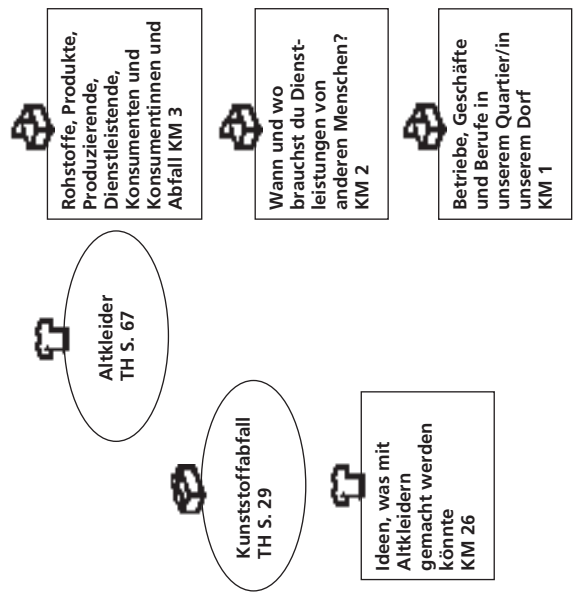 Rohstoffe, Produkte,
Produzierende,
Dienstleistende,
Konsumenten und
Konsumentinnen und
Abfall KM 3
Wann und wo
brauchst du Dienst-
leistungen von
anderen Menschen?
KM 2
Betriebe, Geschäfte
und Berufe in
unserem Quartier/in
unserem Dorf
KM 1
Altkleider
TH S. 67
Kunststoffabfall
TH S. 29
Ideen, was mit
Altkleidern
gemacht werden
könnte
KM 26